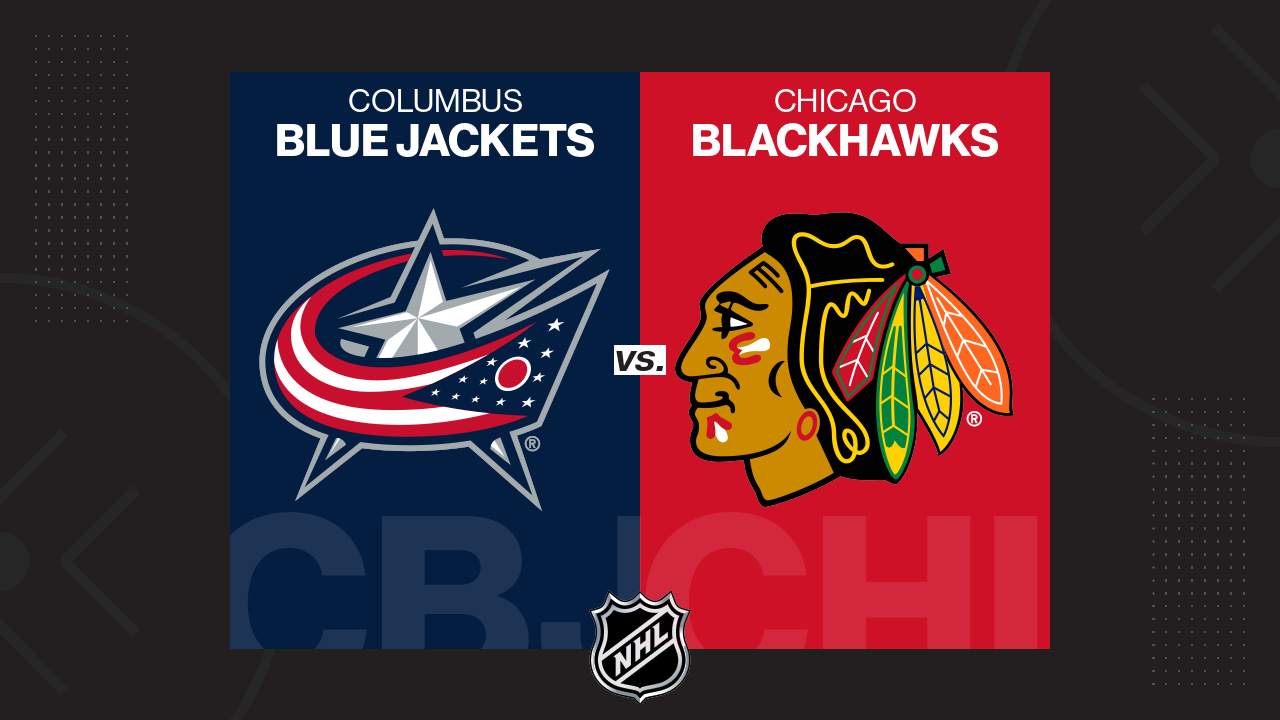 COLUMBUS
BLUE JACKETS
CHICAGO
BLACKHAWKS
vs.
®
®
CBJ
CHI
NHL